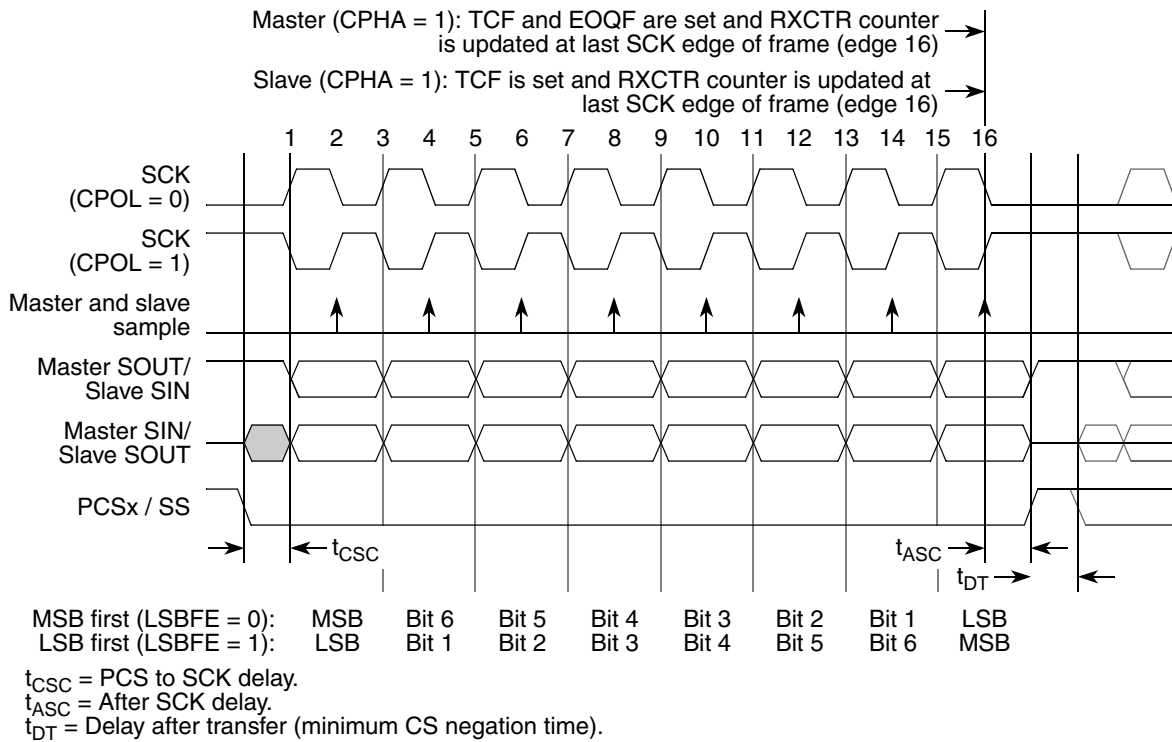 Master (CPHA = 1): TCF and EOQF are set and RXCTR counter
is updated at last SCK edge of frame (edge 16)
Slave (CPHA = 1): TCF is set and RXCTR counter is updated at
last SCK edge of frame (edge 16)
1 2 3 4 5 6 7 8 9 10 11 12 13 14 15 16
SCK
(CPOL = 0)
SCK
(CPOL = 1)
Master and slave
sample
Master SOUT/
Slave SIN
Master SIN/
Slave SOUT
PCSx / SS
tCSC tASC
tDT
MSB first (LSBFE = 0): MSB Bit 6 Bit 5 Bit 4 Bit 3 Bit 2 Bit 1 LSB
LSB first (LSBFE = 1): LSB Bit 1 Bit 2 Bit 3 Bit 4 Bit 5 Bit 6 MSB
tCSC = PCS to SCK delay.
tASC = After SCK delay.
tDT = Delay after transfer (minimum CS negation time).